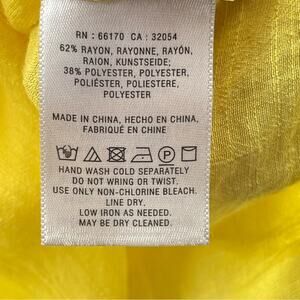 RN : 66170 CA : 32054
62% RAYON, RAYONNE, RAYÓN,
RAION, KUNSTSEIDE;
38% POLYESTER, POLYESTER,
POLIÉSTER, POLIESTERE,
POLYESTER
MADE IN CHINA, HECHO EN CHINA,
FABRIQUÉ EN CHINE
HAND WASH COLD SEPARATELY
DO NOT WRING OR TWIST.
USE ONLY NON-CHLORINE BLEACH.
LINE DRY.
LOW IRON AS NEEDED.
MAY BE DRY CLEANED.